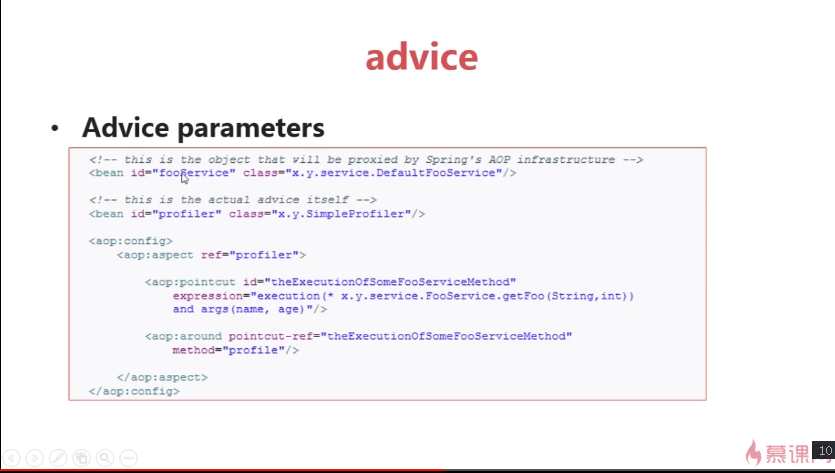 advice
• Advice parameters
<!-- this is the object that will be proxied by Spring's AOP infrastructure -->
<bean id="fooService" class="x.y.service.DefaultFooService"/>
<!-- this is the actual advice itself -->
<bean id="profiler" class="x.y.SimpleProfiler"/>
<aop:config>
<aop:aspect ref="profiler">
<aop:pointcut id="theExecutionOfSomeFooServiceMethod"
expression="execution(* x.y.service.FooService.getFoo(String,int))
and args(name, age)"/>
<aop:around pointcut-ref="theExecutionOfSomeFooServiceMethod"
method="profile"/>
</aop:aspect>
</aop:config>
慕课
10